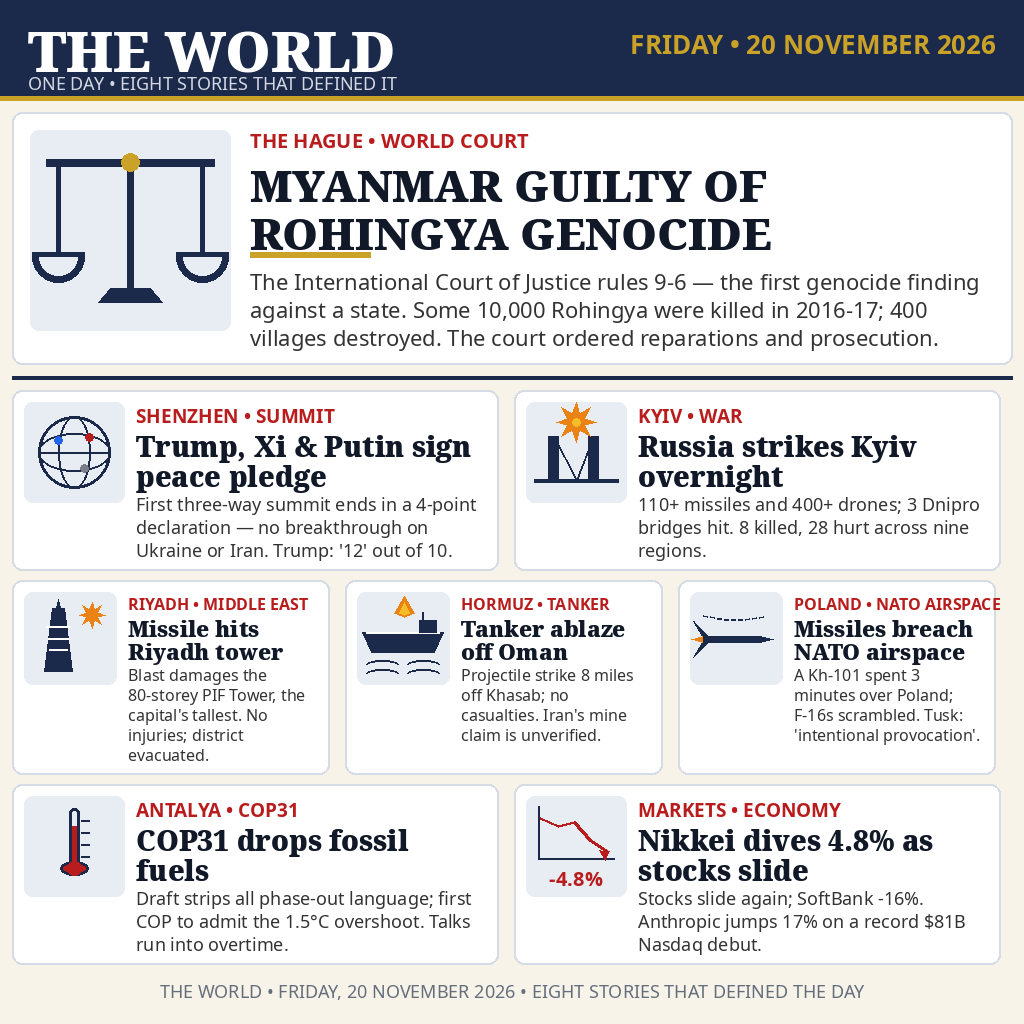 THE WORLD
ONE DAY • EIGHT STORIES THAT DEFINED IT
FRIDAY • 20 NOVEMBER 2026
THE HAGUE • WORLD COURT
MYANMAR GUILTY OF
ROHINGYA GENOCIDE
The International Court of Justice rules 9-6 — the first genocide finding
against a state. Some 10,000 Rohingya were killed in 2016-17; 400
villages destroyed. The court ordered reparations and prosecution.
SHENZHEN • SUMMIT
Trump, Xi & Putin sign
peace pledge
First three-way summit ends in a 4-point
declaration — no breakthrough on
Ukraine or Iran. Trump: '12' out of 10.
KYIV • WAR
Russia strikes Kyiv
overnight
110+ missiles and 400+ drones; 3 Dnipro
bridges hit. 8 killed, 28 hurt across nine
regions.
RIYADH • MIDDLE EAST
Missile hits
Riyadh tower
Blast damages the
80-storey PIF Tower, the
capital's tallest. No
injuries; district
evacuated.
HORMUZ • TANKER
Tanker ablaze
off Oman
Projectile strike 8 miles
off Khasab; no
casualties. Iran's mine
claim is unverified.
POLAND • NATO AIRSPACE
Missiles breach
NATO airspace
A Kh-101 spent 3
minutes over Poland;
F-16s scrambled. Tusk:
'intentional provocation'.
ANTALYA • COP31
COP31 drops fossil
fuels
Draft strips all phase-out language; first
COP to admit the 1.5°C overshoot. Talks
run into overtime.
-4.8%
MARKETS • ECONOMY
Nikkei dives 4.8% as
stocks slide
Stocks slide again; SoftBank -16%.
Anthropic jumps 17% on a record $81B
Nasdaq debut.
THE WORLD • FRIDAY, 20 NOVEMBER 2026 • EIGHT STORIES THAT DEFINED THE DAY